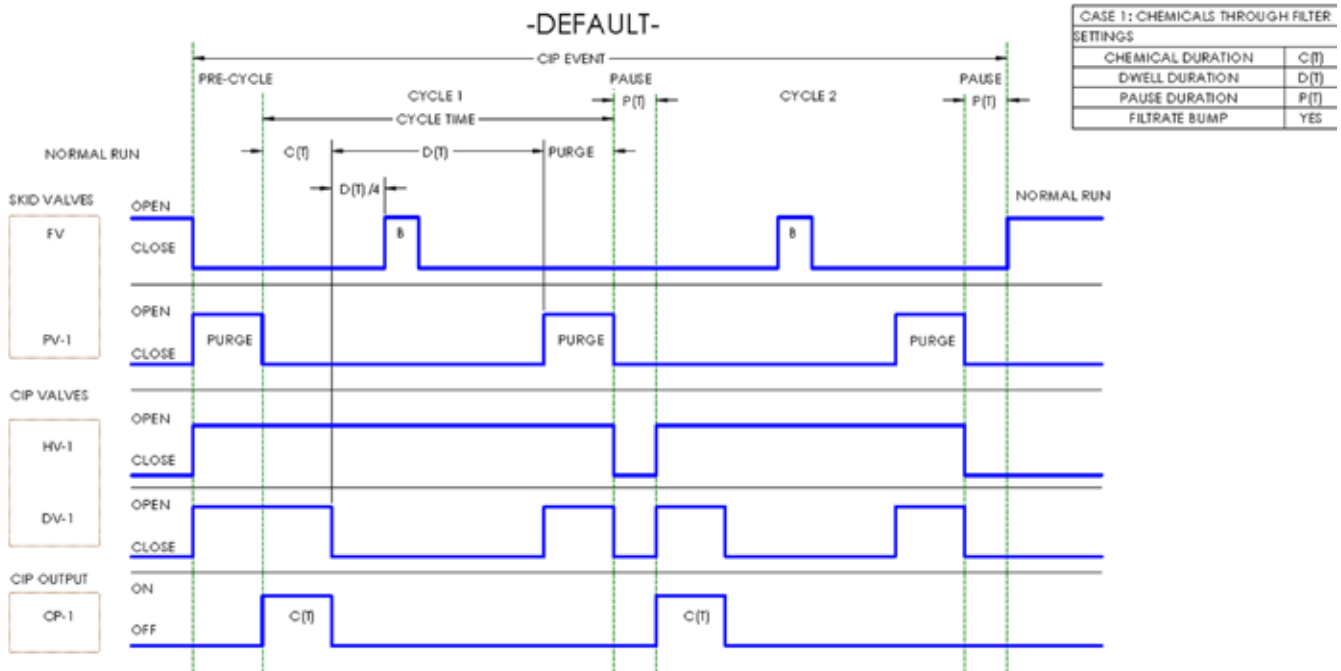 -DEFAULT-
CASE 1: CHEMICALS THROUGH FILTER
SETTINGS
CHEMICAL DURATION C(T)
DWELL DURATION D(T)
PAUSE DURATION P(T)
FILTRATE BUMP YES
CIP EVENT
PRE-CYCLE
PAUSE
PAUSE
CYCLE 1
P(T)
CYCLE 2
P(T)
CYCLE TIME
NORMAL RUN
C(T)
D(T)
PURGE
D(T)/4
NORMAL RUN
SKID VALVES
OPEN
FV
B
B
CLOSE
OPEN
PV-1
PURGE
PURGE
PURGE
CLOSE
CIP VALVES
OPEN
HV-1
CLOSE
OPEN
DV-1
CLOSE
CIP OUTPUT
ON
CP-1
C(T)
C(T)
OFF